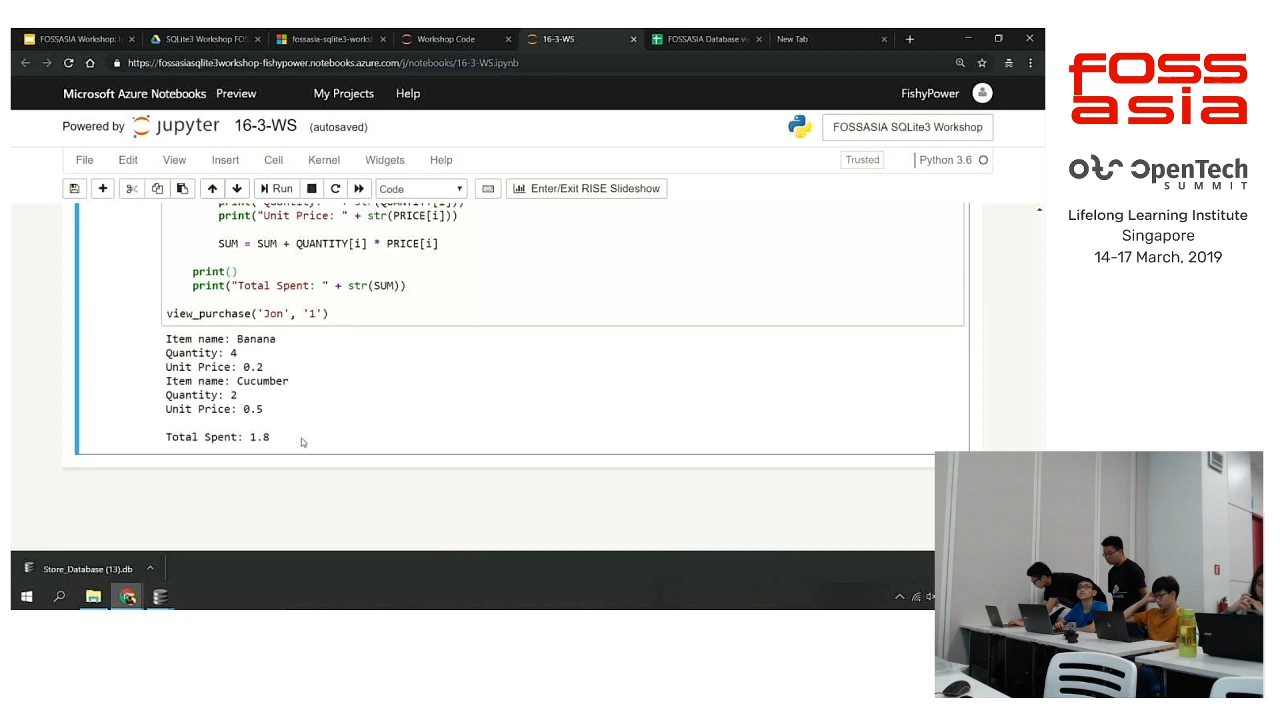 FOSSASIA Workshop:
SQLite3 Workshop FOS
fossasia-sqlite3-works
Workshop Code
16-3-WS
FOSSASIA Database
New Tab
https://fossasiasqlite3workshop-fishypower.notebooks.azure.com/j/notebooks/16-3-WS.ipynb
Microsoft Azure Notebooks Preview My Projects Help FishyPower
Powered by jupyter 16-3-WS (autosaved) FOSSASIA SQLite3 Workshop
File Edit View Insert Cell Kernel Widgets Help Trusted Python 3.6
Run Code Enter/Exit RISE Slideshow
print("Quantity: " + str(QUANTITY[i]))
print("Unit Price: " + str(PRICE[i]))
SUM = SUM + QUANTITY[i] * PRICE[i]
print()
print("Total Spent: " + str(SUM))
view_purchase('Jon', '1')
Item name: Banana
Quantity: 4
Unit Price: 0.2
Item name: Cucumber
Quantity: 2
Unit Price: 0.5
Total Spent: 1.8
Store_Database (13).db
foss
asia
OpenTech
SUMMIT
Lifelong Learning Institute
Singapore
14-17 March, 2019